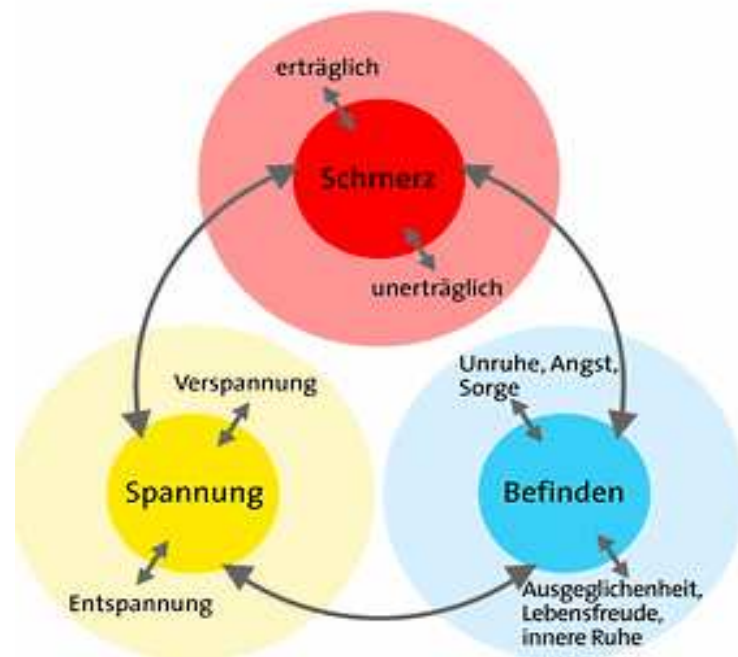 erträglich
Schmerz
unerträglich
Verspannung
Spannung
Entspannung
Unruhe, Angst,
Sorge
Befinden
Ausgeglichenheit,
Lebensfreude,
innere Ruhe